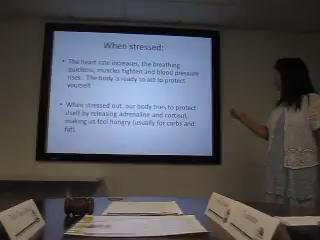 When stressed:
• The heart rate increases, the breathing
quickens, muscles tighten and blood pressure
rises. The body is ready to act to protect
yourself.
• When stressed out, our body tries to protect
itself by releasing adrenaline and cortisol,
making us feel hungry (usually for carbs and
fat).